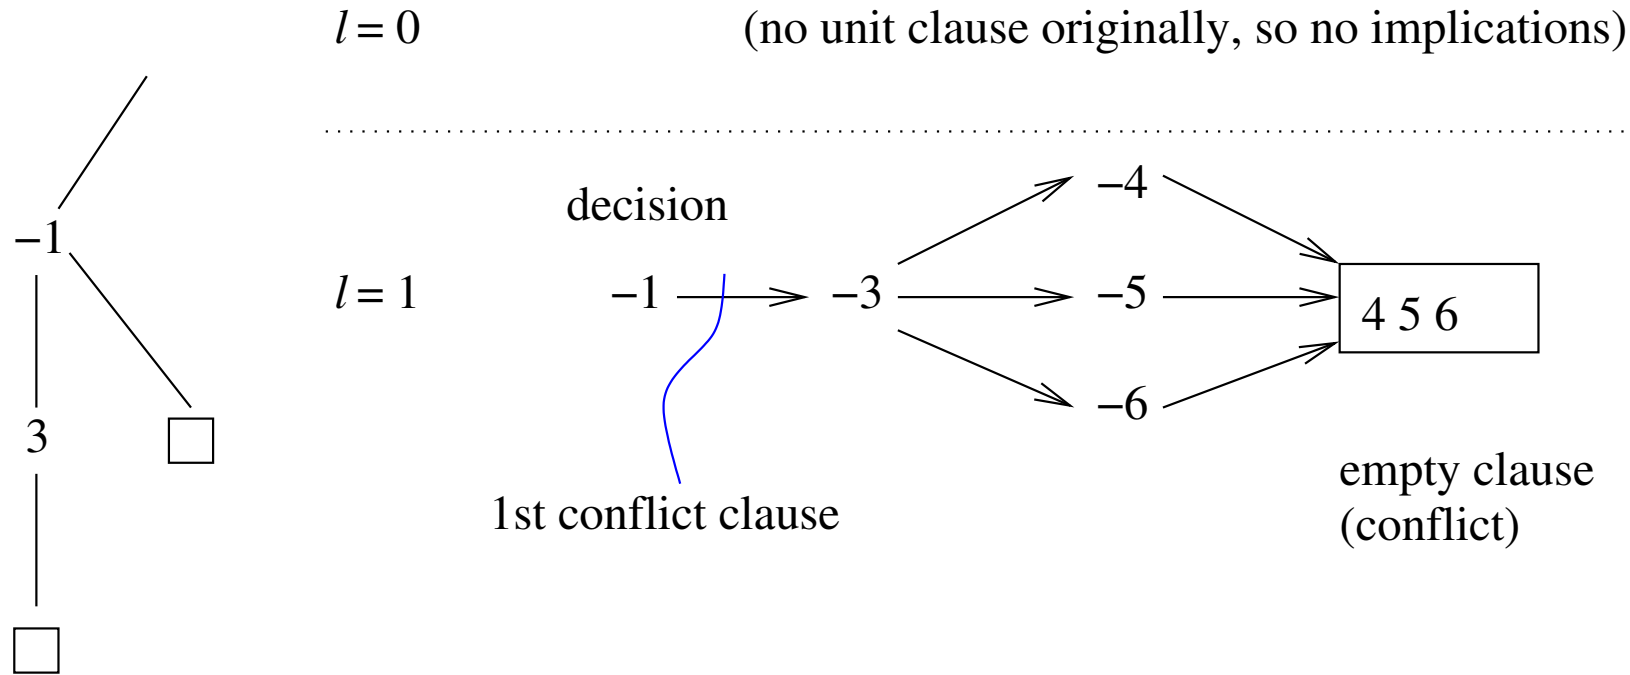 l = 0
(no unit clause originally, so no implications)
−4
decision
−1
l = 1
−1
−3
−5
4 5 6
−6
3
empty clause
(conflict)
1st conflict clause